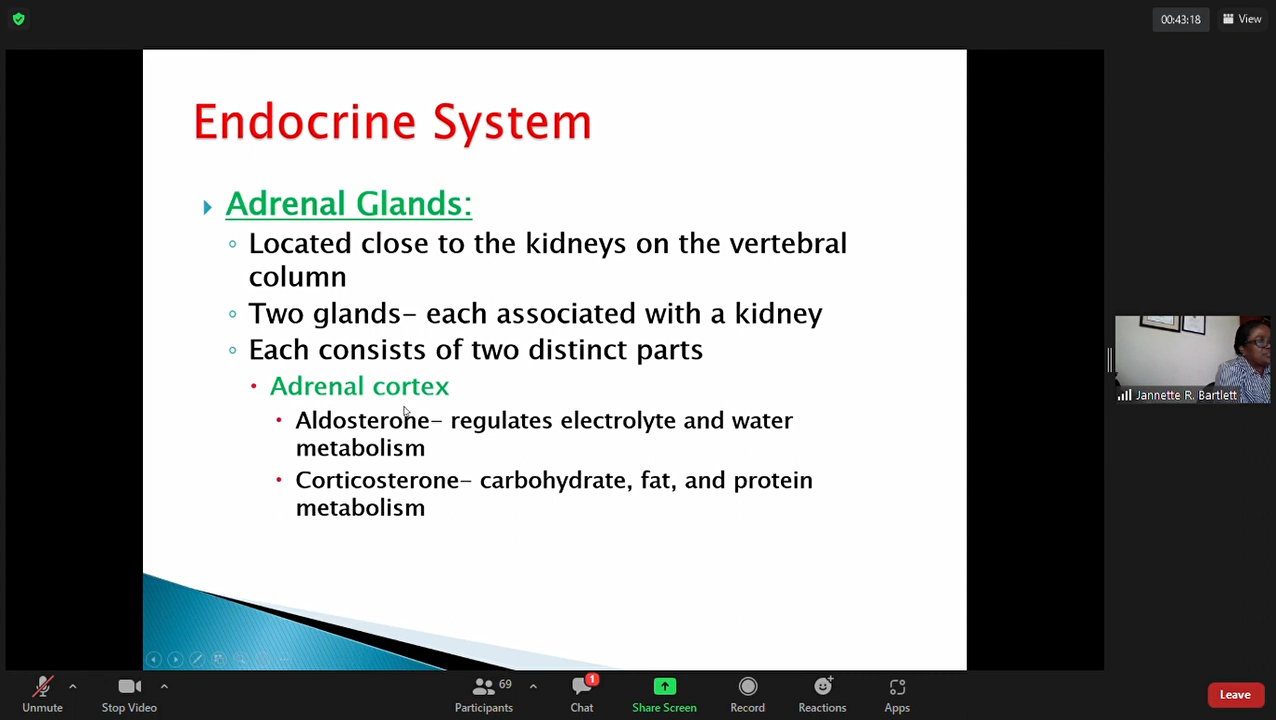 00:43:18
View
Endocrine System
Adrenal Glands:
Located close to the kidneys on the vertebral
column
Two glands- each associated with a kidney
Each consists of two distinct parts
Adrenal cortex
Aldosterone- regulates electrolyte and water
metabolism
Corticosterone- carbohydrate, fat, and protein
metabolism
Jannette R. Bartlett
Unmute
Stop Video
69
Participants
1
Chat
Share Screen
Record
Reactions
Apps
Leave